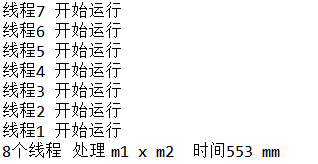 线程7 开始运行
线程6 开始运行
线程5 开始运行
线程4 开始运行
线程3 开始运行
线程2 开始运行
线程1 开始运行
8个线程 处理 m1 x m2  时间553 mm